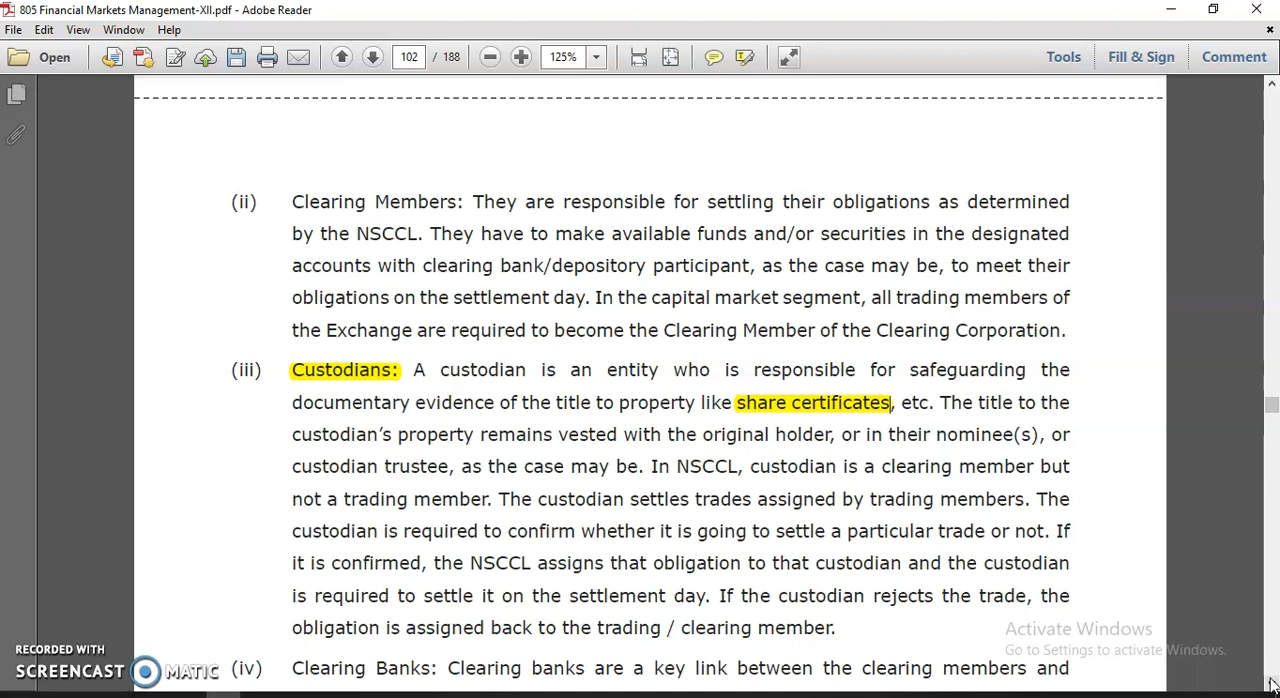 805 Financial Markets Management-XII.pdf - Adobe Reader
File Edit View Window Help
Open 102 / 188 125% Tools Fill & Sign Comment
(ii) Clearing Members: They are responsible for settling their obligations as determined
by the NSCCL. They have to make available funds and/or securities in the designated
accounts with clearing bank/depository participant, as the case may be, to meet their
obligations on the settlement day. In the capital market segment, all trading members of
the Exchange are required to become the Clearing Member of the Clearing Corporation.
(iii) Custodians: A custodian is an entity who is responsible for safeguarding the
documentary evidence of the title to property like share certificates, etc. The title to the
custodian's property remains vested with the original holder, or in their nominee(s), or
custodian trustee, as the case may be. In NSCCL, custodian is a clearing member but
not a trading member. The custodian settles trades assigned by trading members. The
custodian is required to confirm whether it is going to settle a particular trade or not. If
it is confirmed, the NSCCL assigns that obligation to that custodian and the custodian
is required to settle it on the settlement day. If the custodian rejects the trade, the
obligation is assigned back to the trading / clearing member.
(iv) Clearing Banks: Clearing banks are a key link between the clearing members and
Activate Windows
Go to Settings to activate Windows.
RECORDED WITH
SCREENCAST MATIC